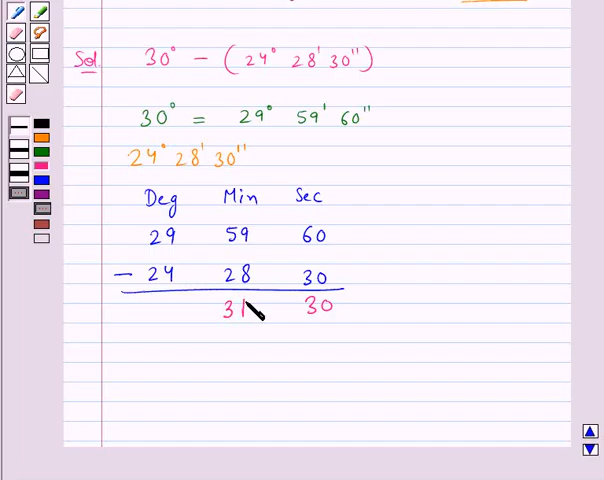 Sol. 30° - (24° 28' 30")
30° = 29° 59' 60"
24° 28' 30"
Deg Min Sec
29 59 60
- 24 28 30
31 30